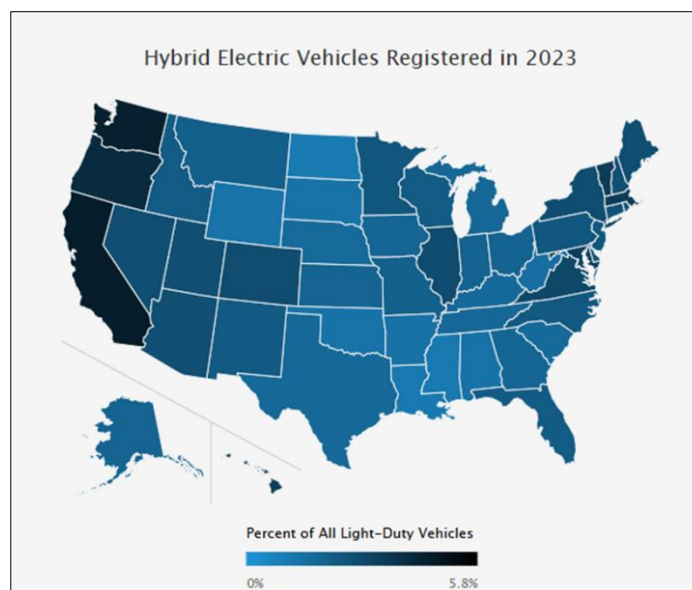 Hybrid Electric Vehicles Registered in 2023
Percent of All Light-Duty Vehicles
0% 5.8%